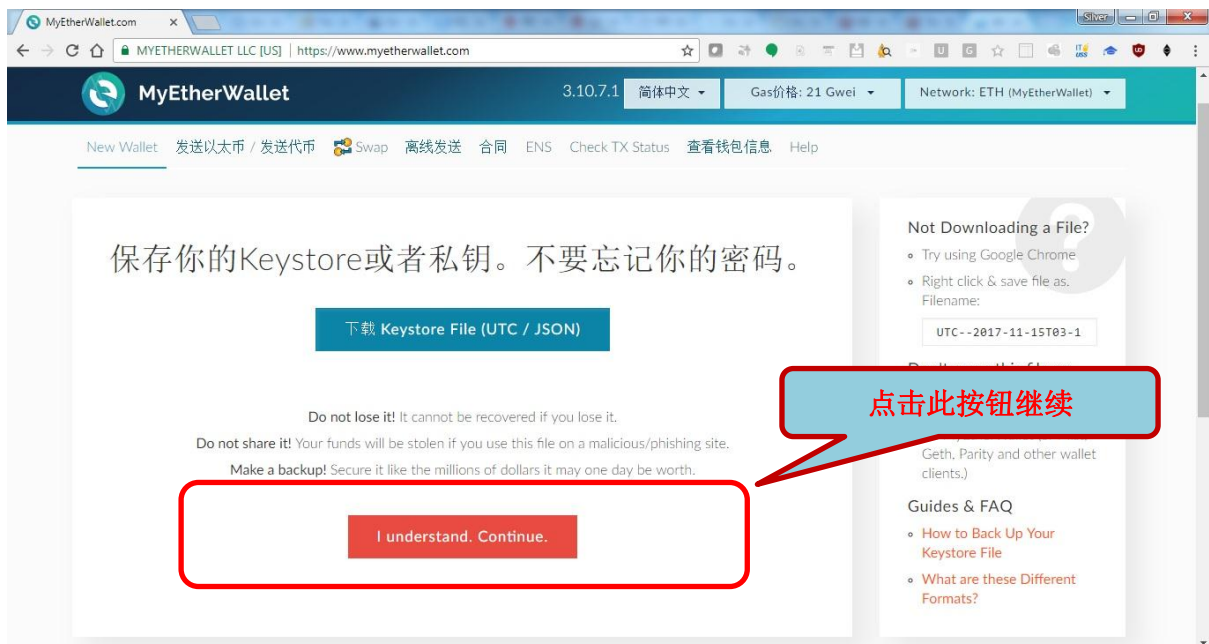 MyEtherWallet.com
Silver
MYETHERWALLET LLC [US] | https://www.myetherwallet.com
MyEtherWallet
3.10.7.1 简体中文 Gas价格: 21 Gwei Network: ETH (MyEtherWallet)
New Wallet 发送以太币 / 发送代币 Swap 离线发送 合同 ENS Check TX Status 查看钱包信息 Help
保存你的Keystore或者私钥。不要忘记你的密码。
下载 Keystore File (UTC / JSON)
Do not lose it! It cannot be recovered if you lose it.
Do not share it! Your funds will be stolen if you use this file on a malicious/phishing site.
Make a backup! Secure it like the millions of dollars it may one day be worth.
I understand. Continue.
Not Downloading a File?
Try using Google Chrome
Right click & save file as.
Filename:
UTC--2017-11-15T03-1
点击此按钮继续
Geth, Parity and other wallet
clients.)
Guides & FAQ
How to Back Up Your
Keystore File
What are these Different
Formats?